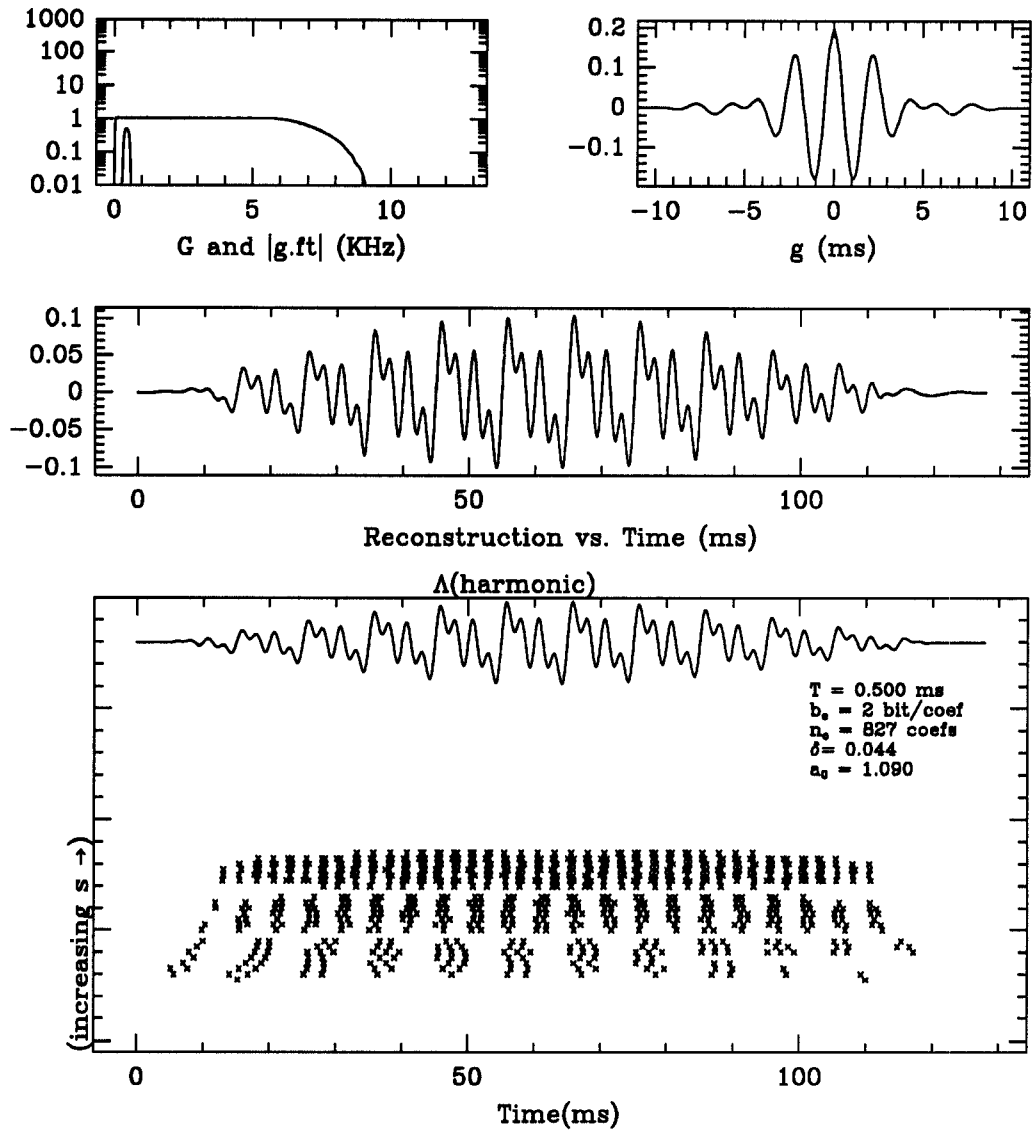 1000
100
10
1
0.1
0.01
0 5 10
G and |g.ft| (KHz)
0.2
0.1
0
−0.1
−10 −5 0 5 10
g (ms)
0.1
0.05
0
−0.05
−0.1
0 50 100
Reconstruction vs. Time (ms)
Λ(harmonic)
T = 0.500 ms
bₑ = 2 bit/coef
nₑ = 827 coefs
δ= 0.044
a₀ = 1.090
(increasing s →)
0 50 100
Time(ms)